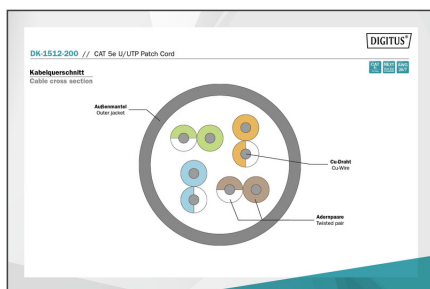 DIGITUS®
DK-1512-200 // CAT 5e U/UTP Patch Cord
Kabelquerschnitt
Cable cross section
Außenmantel
Outer jacket
Cu-Draht
Cu-Wire
Adernpaare
Twisted pair